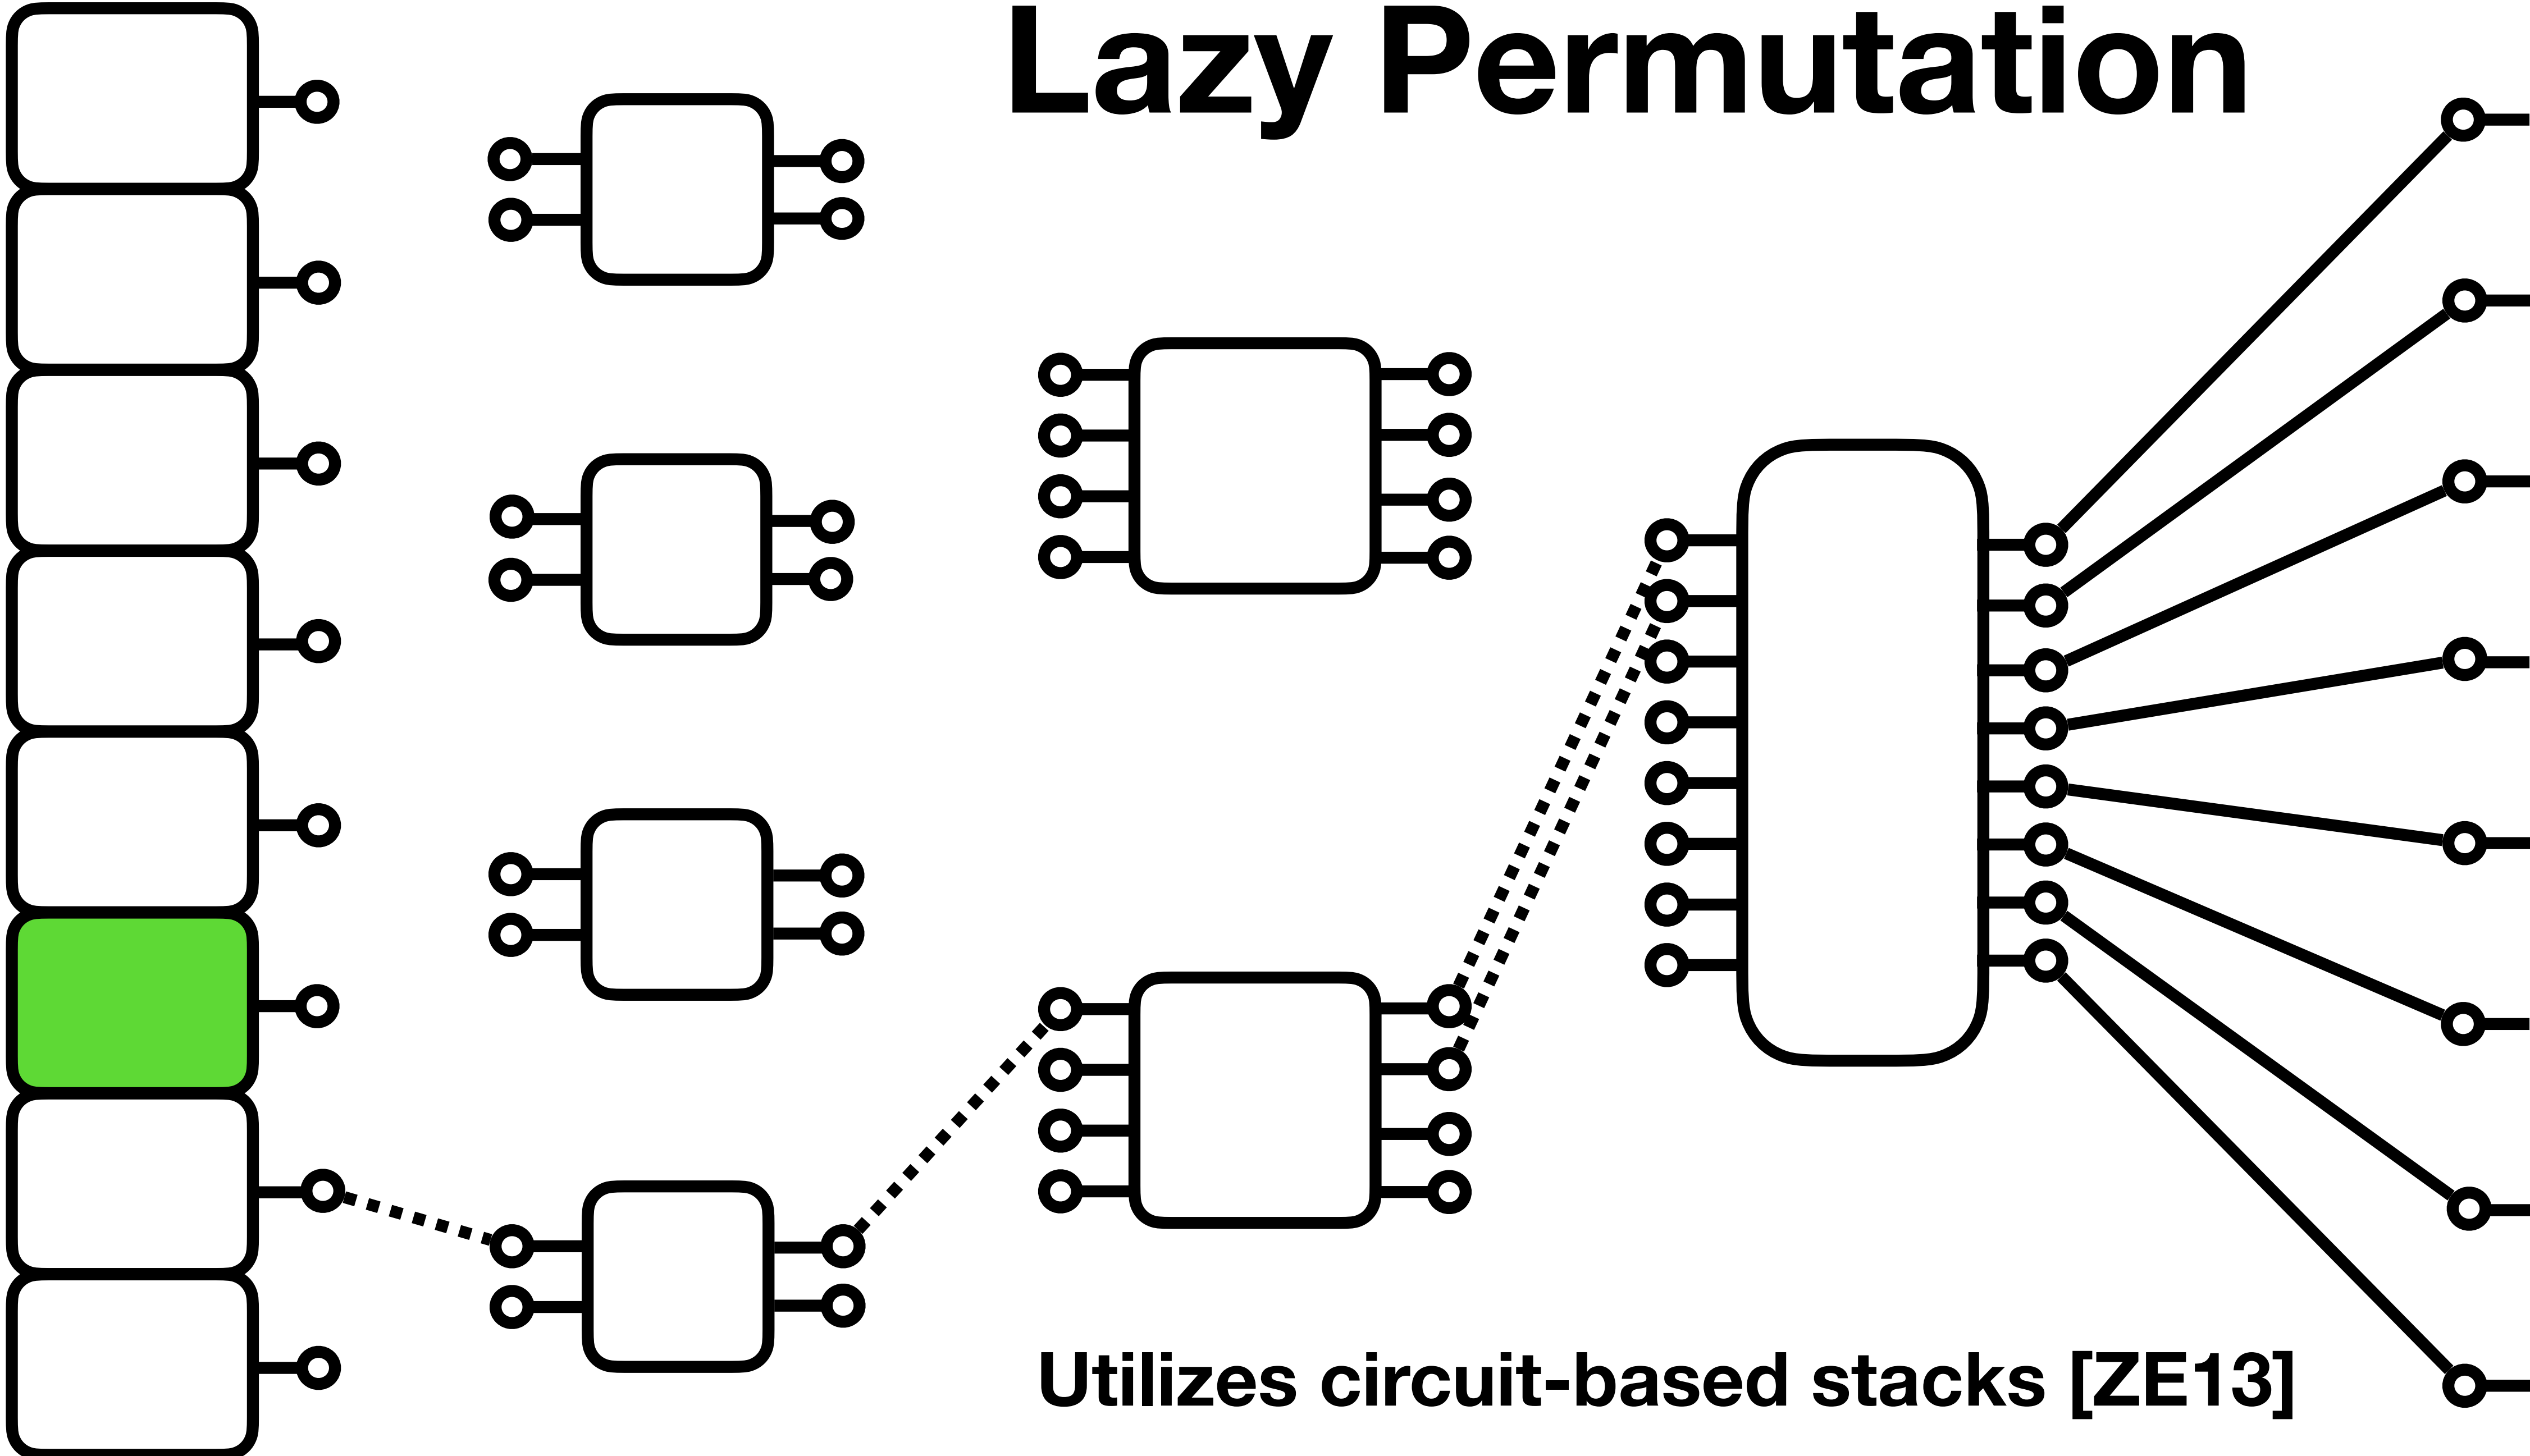 Lazy Permutation
Utilizes circuit-based stacks [ZE13]